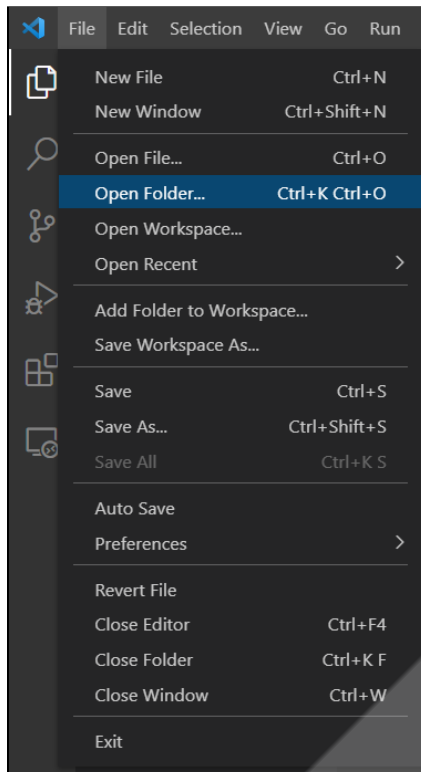 File Edit Selection View Go Run
New File Ctrl+N
New Window Ctrl+Shift+N
Open File... Ctrl+O
Open Folder... Ctrl+K Ctrl+O
Open Workspace...
Open Recent
Add Folder to Workspace...
Save Workspace As...
Save Ctrl+S
Save As... Ctrl+Shift+S
Save All Ctrl+K S
Auto Save
Preferences
Revert File
Close Editor Ctrl+F4
Close Folder Ctrl+K F
Close Window Ctrl+W
Exit